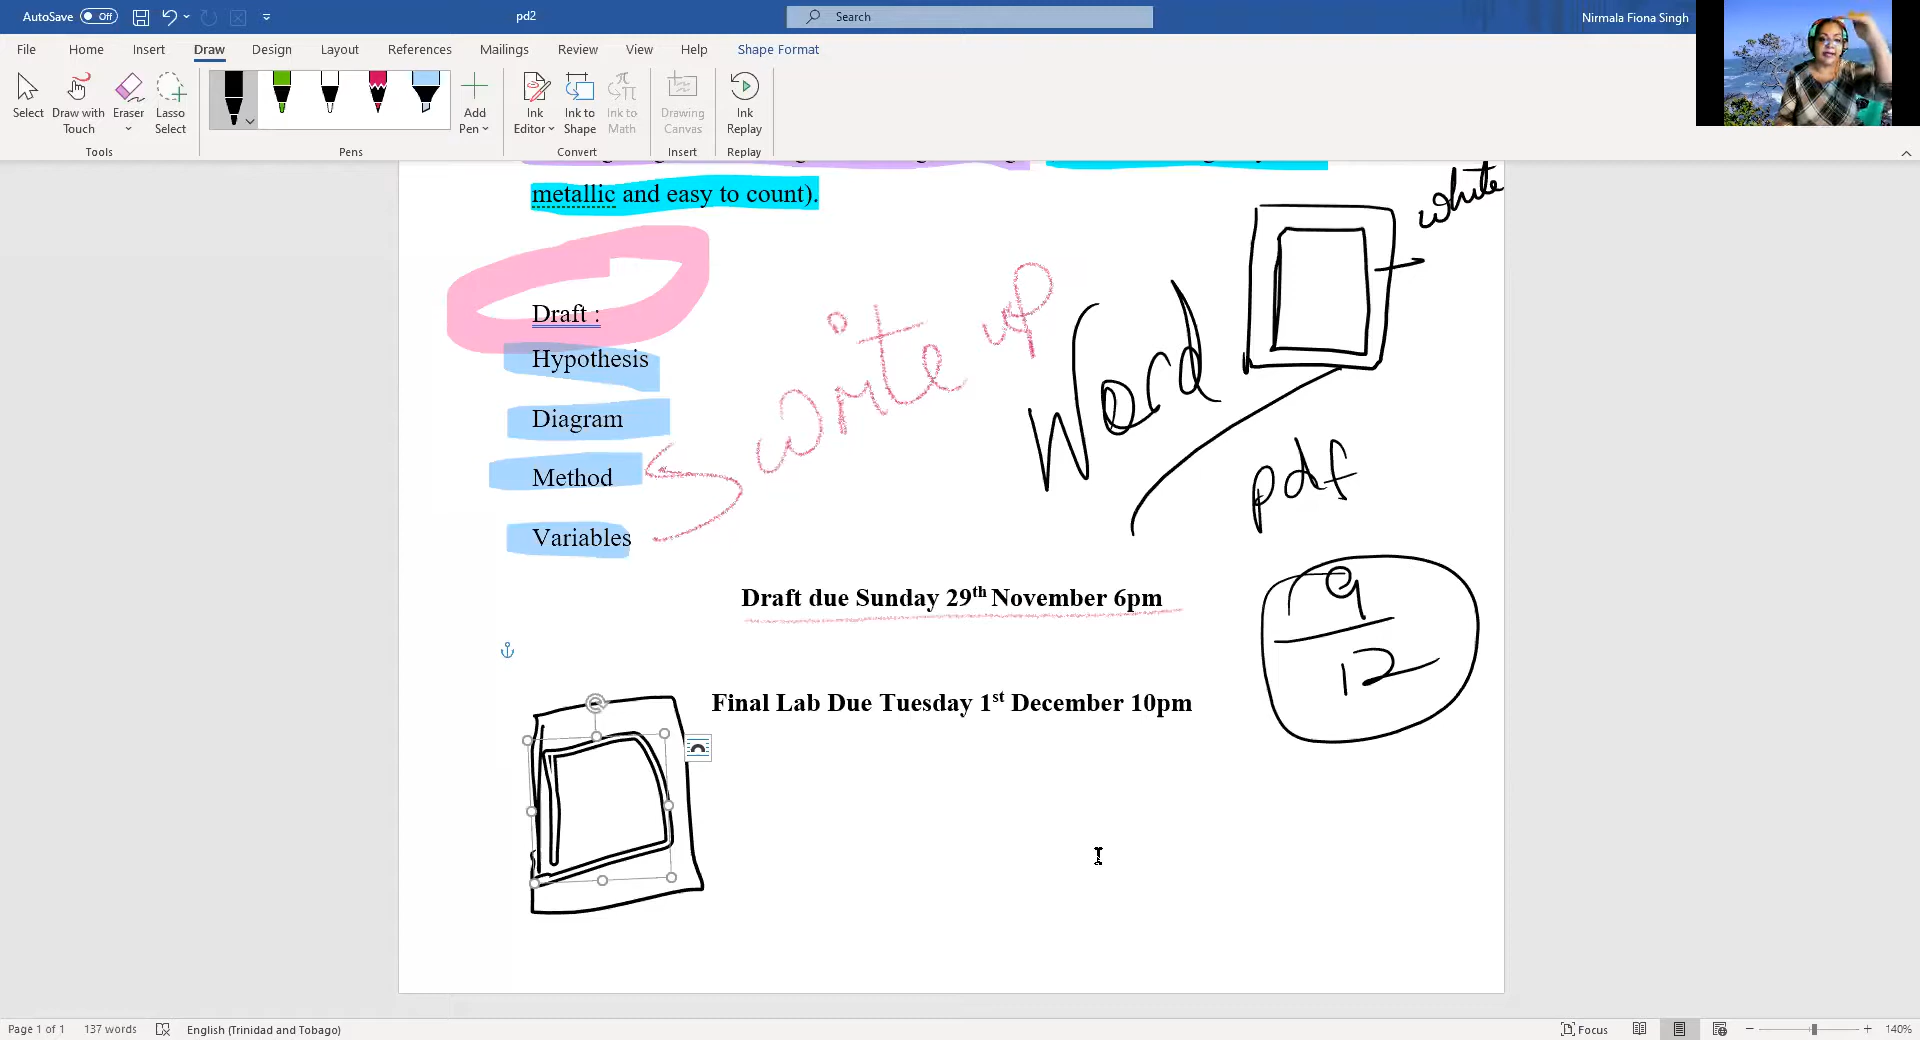 AutoSave Off pd2 Search Nirmala Fiona Singh
File Home Insert Draw Design Layout References Mailings Review View Help Shape Format
Select Draw with Touch Eraser Lasso Select Add Pen Ink Editor Ink to Shape Ink to Math Drawing Canvas Ink Replay
Tools Pens Convert Insert Replay
metallic and easy to count).
white
Draft :
Hypothesis
Diagram
Method
Variables
write up
Word
pdf
Draft due Sunday 29th November 6pm
9
12
Final Lab Due Tuesday 1st December 10pm
Page 1 of 1 137 words English (Trinidad and Tobago) Focus 140%